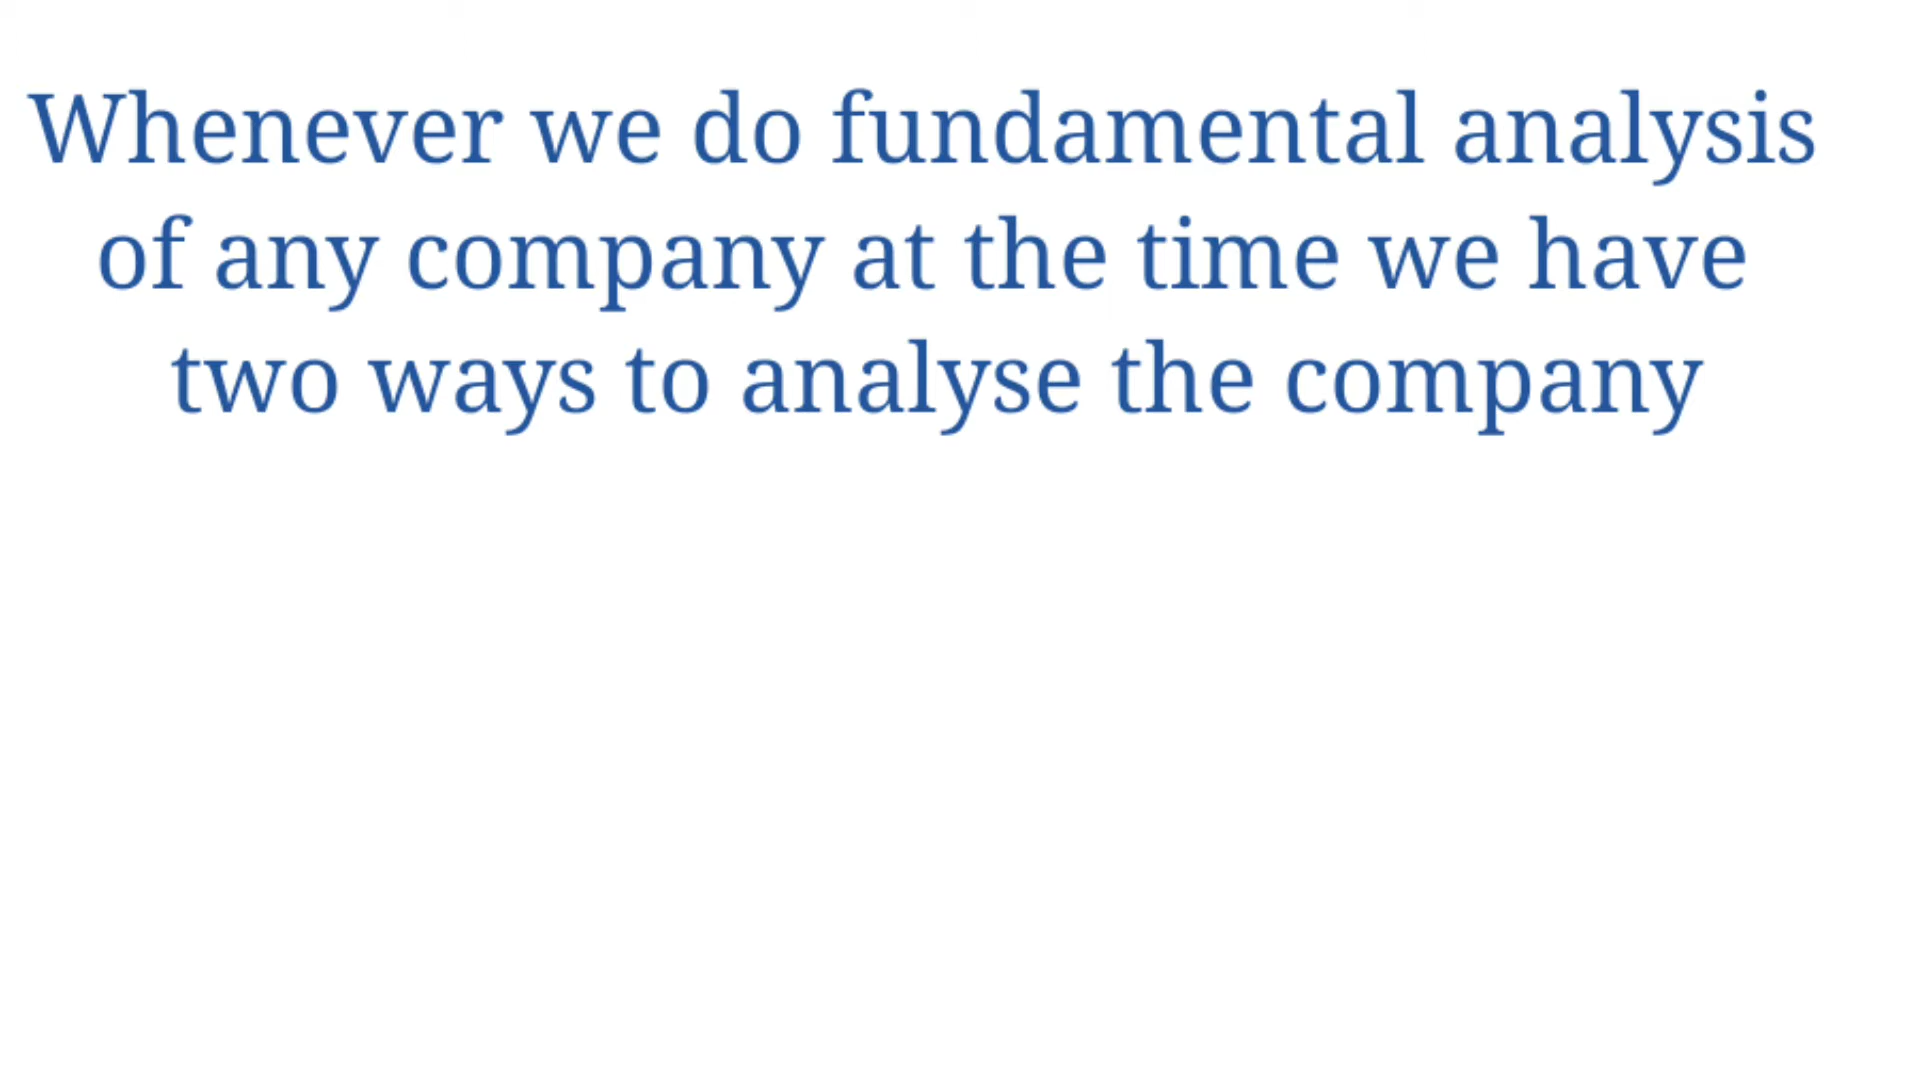 Whenever we do fundamental analysis
of any company at the time we have
two ways to analyse the company